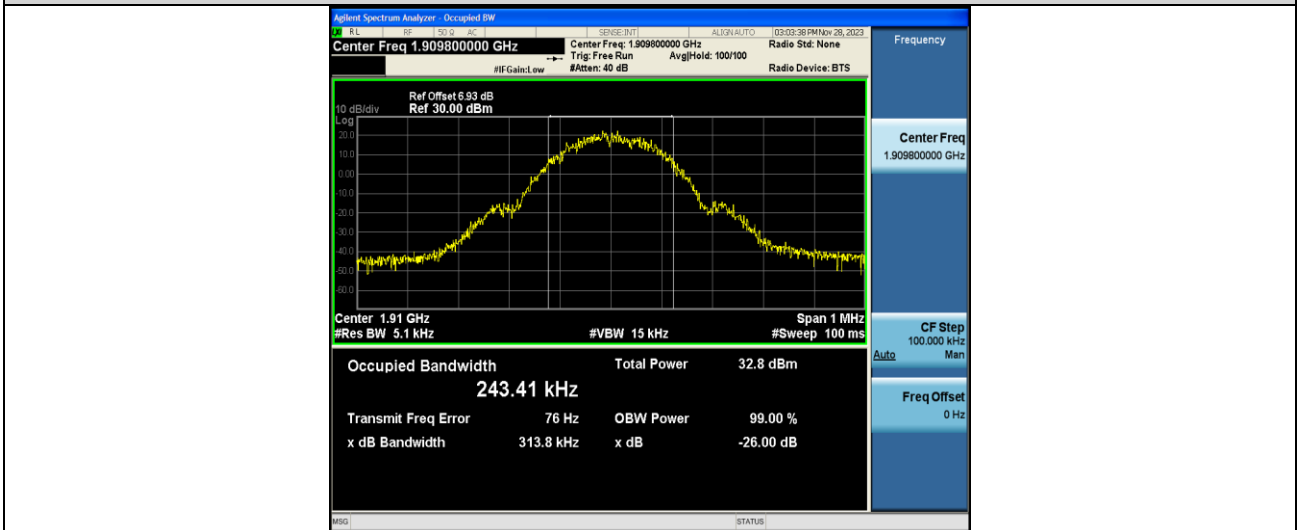 Agilent Spectrum Analyzer - Occupied BW
RL RF 50 Ω AC SENSE:INT ALIGN AUTO 03:03:38 PM Nov 28, 2023
Center Freq 1.909800000 GHz
Center Freq: 1.909800000 GHz Radio Std: None
Trig: Free Run Avg|Hold: 100/100
#IFGain:Low #Atten: 40 dB Radio Device: BTS
Ref Offset 6.93 dB
10 dB/div Ref 30.00 dBm
Log
20.0
10.0
0.00
-10.0
-20.0
-30.0
-40.0
-50.0
-60.0
Center 1.91 GHz Span 1 MHz
#Res BW 5.1 kHz #VBW 15 kHz #Sweep 100 ms
Occupied Bandwidth Total Power 32.8 dBm
243.41 kHz
Transmit Freq Error 76 Hz OBW Power 99.00 %
x dB Bandwidth 313.8 kHz x dB -26.00 dB
MSG STATUS
Frequency
Center Freq
1.909800000 GHz
CF Step
100.000 kHz
Auto Man
Freq Offset
0 Hz